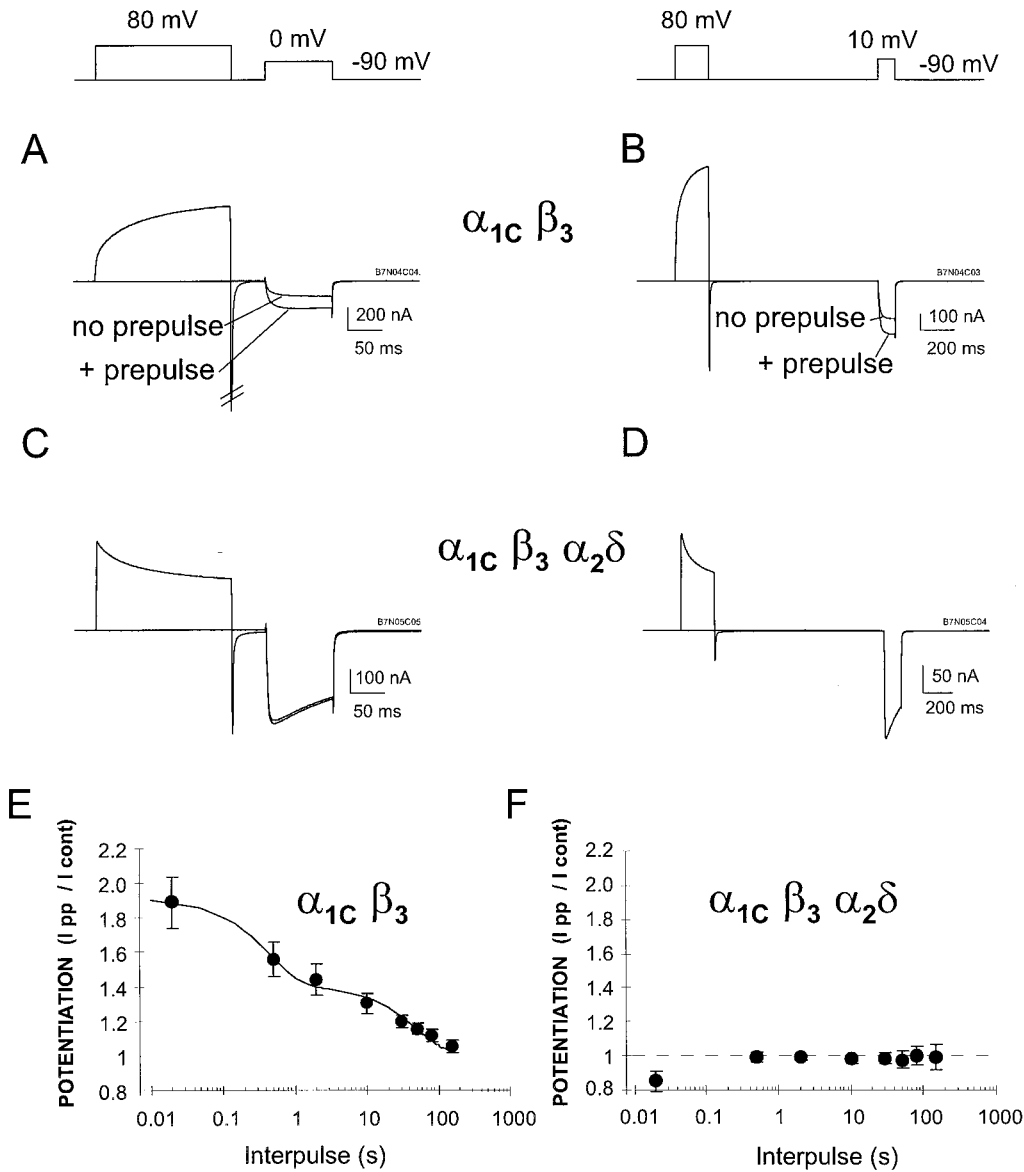 80 mV
0 mV
-90 mV
80 mV
10 mV
-90 mV
A
B
α1C β3
B7N04C04.
no prepulse
+ prepulse
200 nA
50 ms
B7N04C03
no prepulse
+ prepulse
100 nA
200 ms
C
D
α1C β3 α2δ
B7N05C05
100 nA
50 ms
B7N05C04
50 nA
200 ms
E
POTENTIATION (I pp / I cont)
2.2
2.0
1.8
1.6
1.4
1.2
1
0.8
α1C β3
0.01 0.1 1 10 100 1000
Interpulse (s)
F
POTENTIATION (I pp / I cont)
2.2
2.0
1.8
1.6
1.4
1.2
1
0.8
α1C β3 α2δ
0.01 0.1 1 10 100 1000
Interpulse (s)